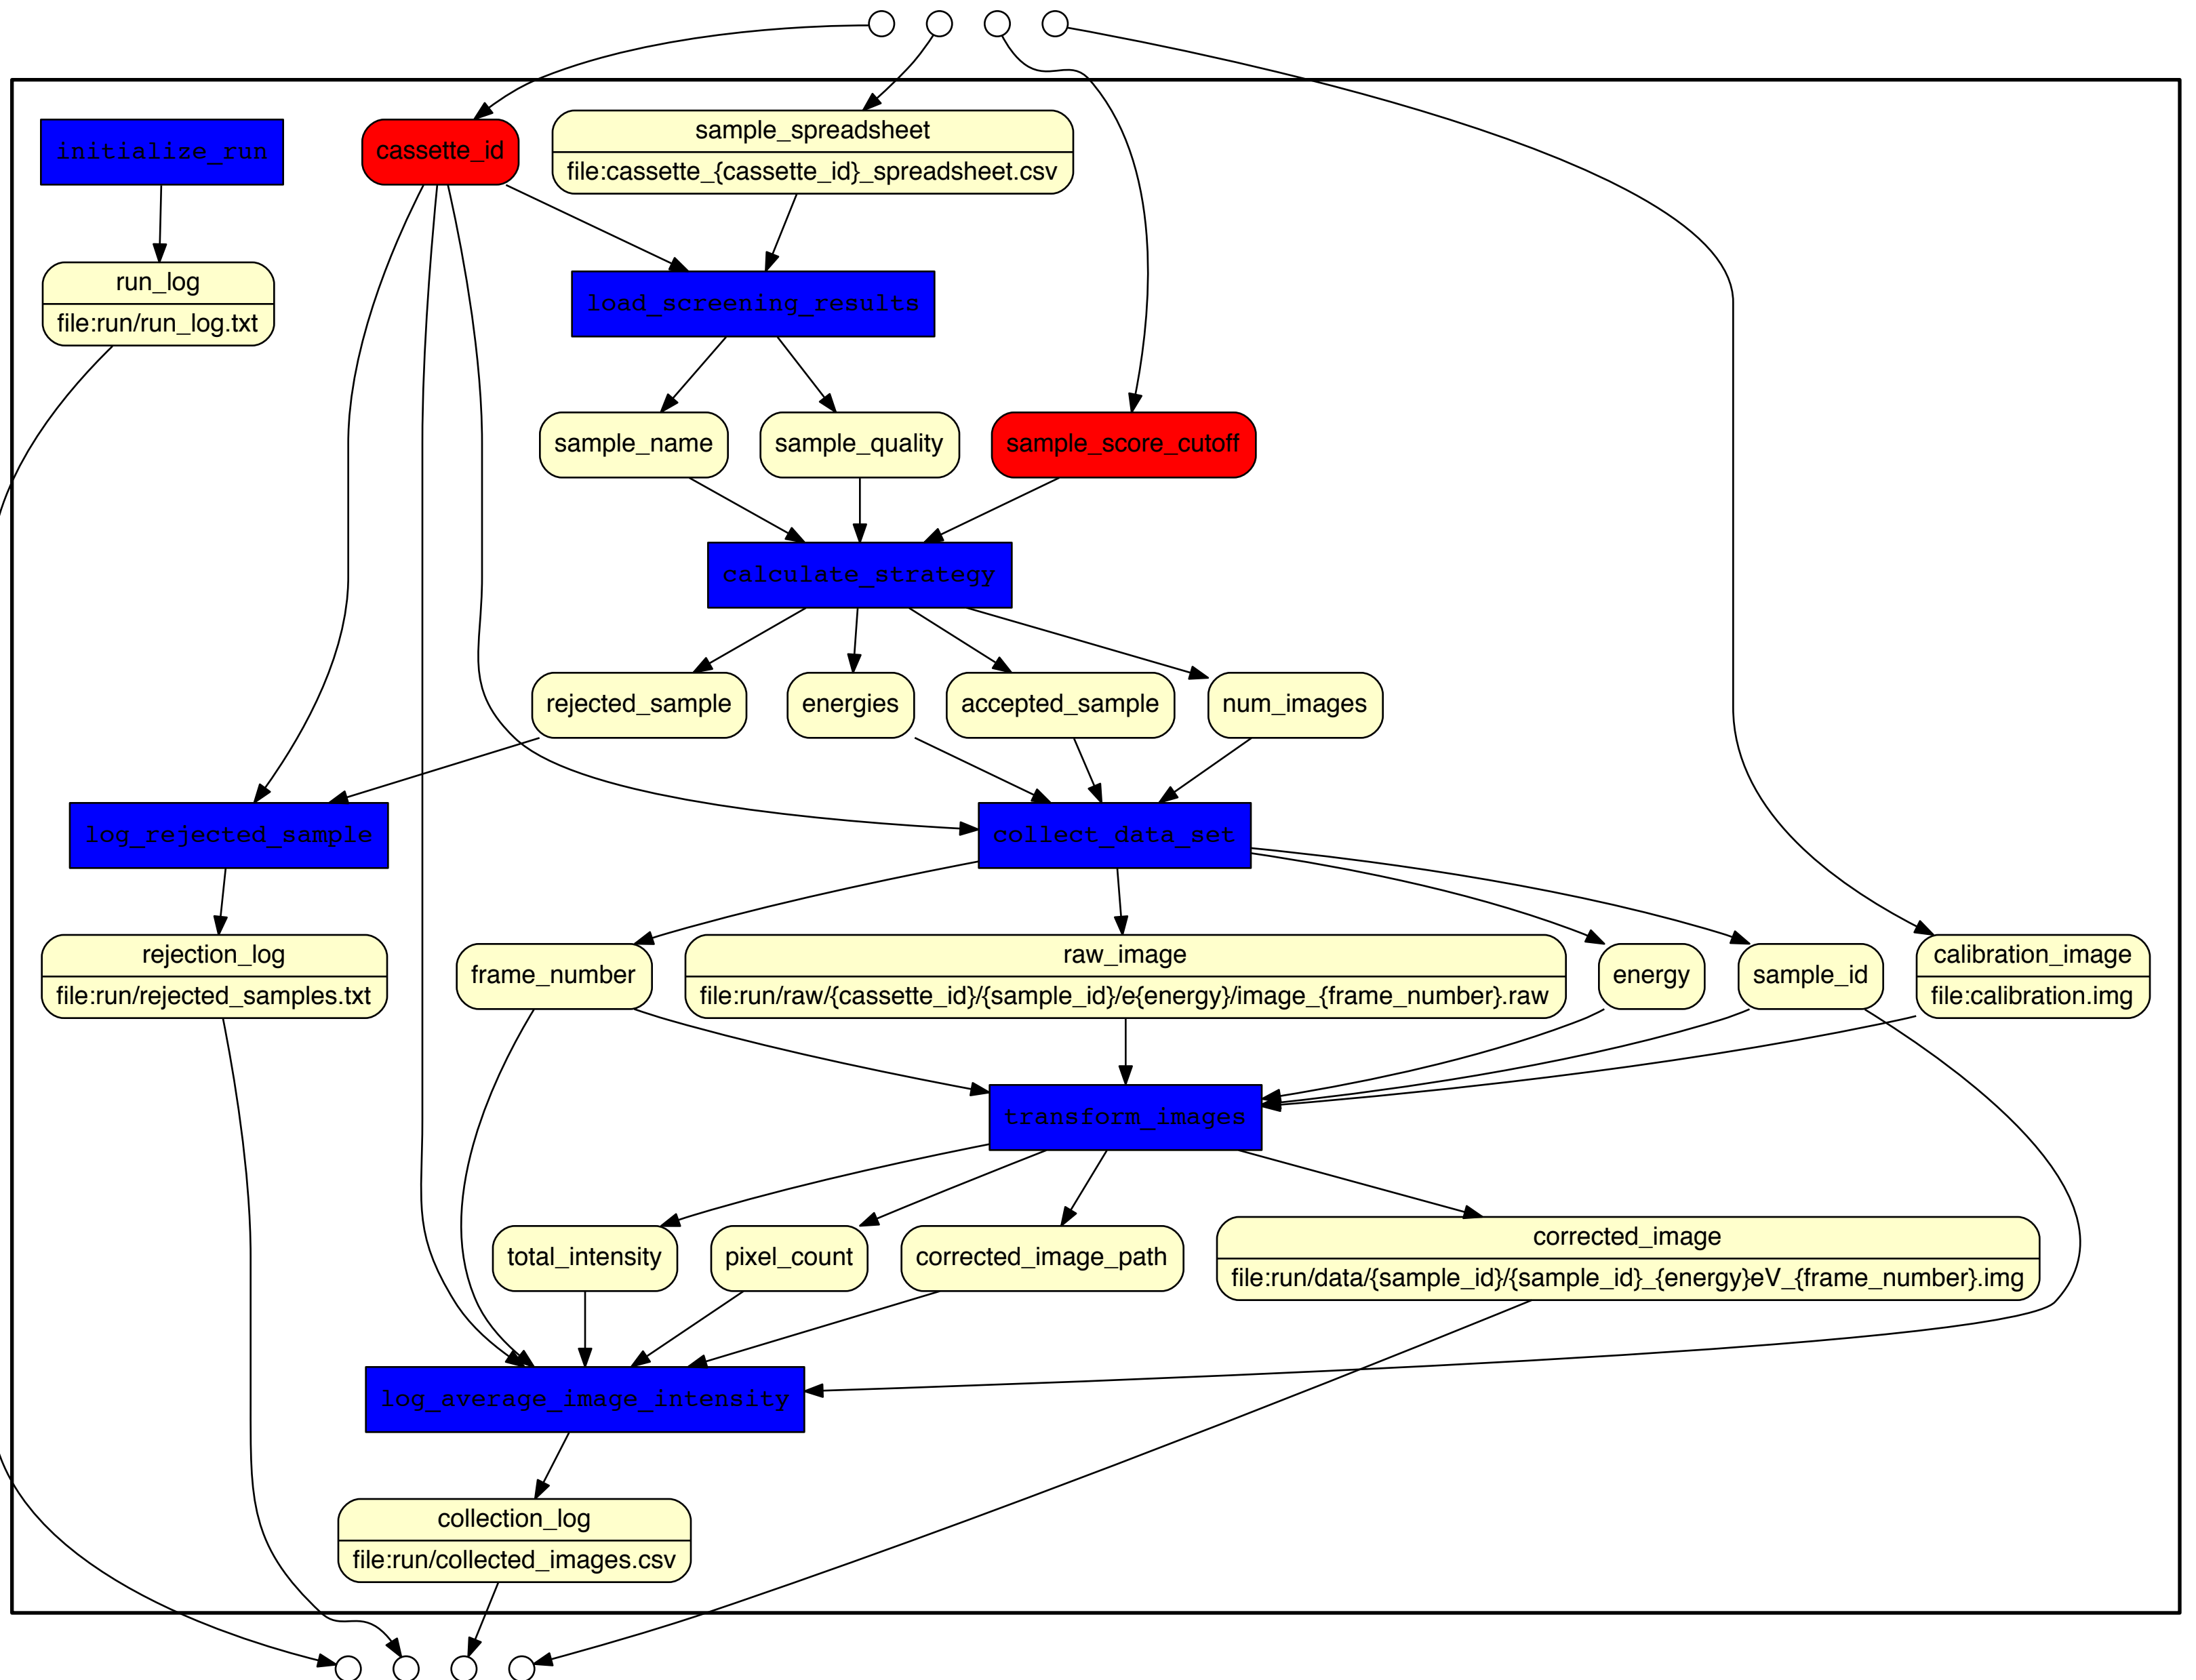 initialize_run
cassette_id
sample_spreadsheet
file:cassette_{cassette_id}_spreadsheet.csv
run_log
file:run/run_log.txt
load_screening_results
sample_name
sample_quality
sample_score_cutoff
calculate_strategy
rejected_sample
energies
accepted_sample
num_images
log_rejected_sample
collect_data_set
rejection_log
file:run/rejected_samples.txt
frame_number
raw_image
file:run/raw/{cassette_id}/{sample_id}/e{energy}/image_{frame_number}.raw
energy
sample_id
calibration_image
file:calibration.img
transform_images
total_intensity
pixel_count
corrected_image_path
corrected_image
file:run/data/{sample_id}/{sample_id}_{energy}eV_{frame_number}.img
log_average_image_intensity
collection_log
file:run/collected_images.csv